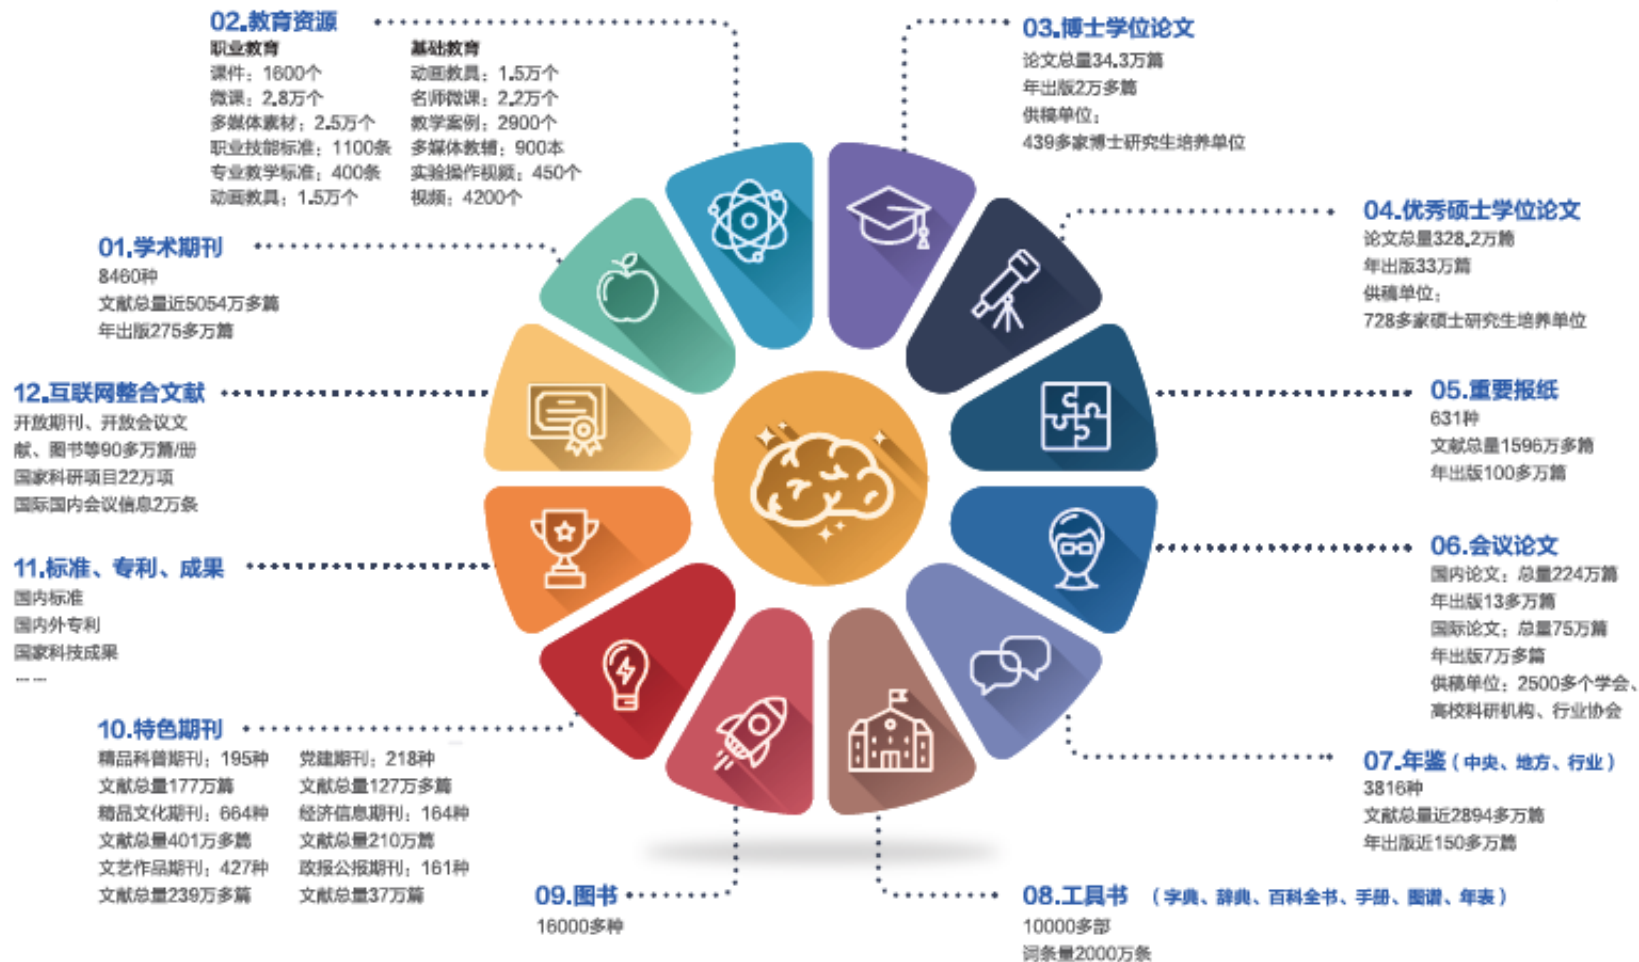 01.学术期刊
8460种
文献总量近5054万多篇
年出版275多万篇
02.教育资源
职业教育
课件：1600个
微课：2.8万个
多媒体素材：2.5万个
职业技能标准：1100条
专业教学标准：400条
动画教具：1.5万个
基础教育
动画教具：1.5万个
名师微课：2.2万个
教学案例：2900个
多媒体教辅：900本
实验操作视频：450个
视频：4200个
03.博士学位论文
论文总量34.3万篇
年出版2万多篇
供稿单位：
439多家博士研究生培养单位
04.优秀硕士学位论文
论文总量328.2万篇
年出版33万篇
供稿单位：
728多家硕士研究生培养单位
05.重要报纸
631种
文献总量1596万多篇
年出版100多万篇
06.会议论文
国内论文：总量224万篇
年出版13多万篇
国际论文：总量75万篇
年出版7万多篇
供稿单位：2500多个学会、
高校科研机构、行业协会
07.年鉴（中央、地方、行业）
3816种
文献总量近2894多万篇
年出版近150多万篇
08.工具书 （字典、辞典、百科全书、手册、图谱、年表）
10000多部
词条量2000万条
09.图书
16000多种
10.特色期刊
精品科普期刊：195种
文献总量177万篇
精品文化期刊：664种
文献总量401万多篇
文艺作品期刊：427种
文献总量239万多篇
党建期刊：218种
文献总量127万多篇
经济信息期刊：164种
文献总量210万篇
政报公报期刊：161种
文献总量37万篇
11.标准、专利、成果
国内标准
国内外专利
国家科技成果
……
12.互联网整合文献
开放期刊、开放会议文
献、图书等90多万篇/册
国家科研项目22万项
国际国内会议信息2万条